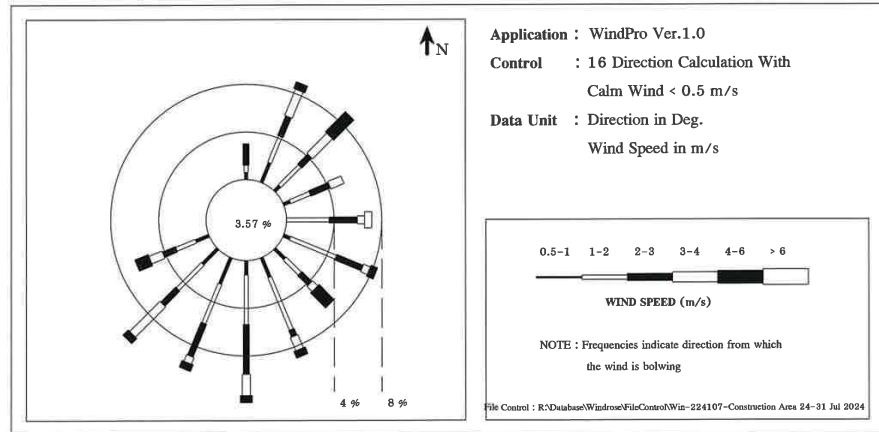 N
3.57 %
4 %
8 %
Application : WindPro Ver.1.0
Control : 16 Direction Calculation With
Calm Wind < 0.5 m/s
Data Unit : Direction in Deg.
Wind Speed in m/s
0.5-1 1-2 2-3 3-4 4-6 >6
WIND SPEED (m/s)
NOTE : Frequencies indicate direction from which
the wind is bolwing
File Control : R:\Database\Windrose\FileControl\Win-224107-Construction Area 24-31 Jul 2024